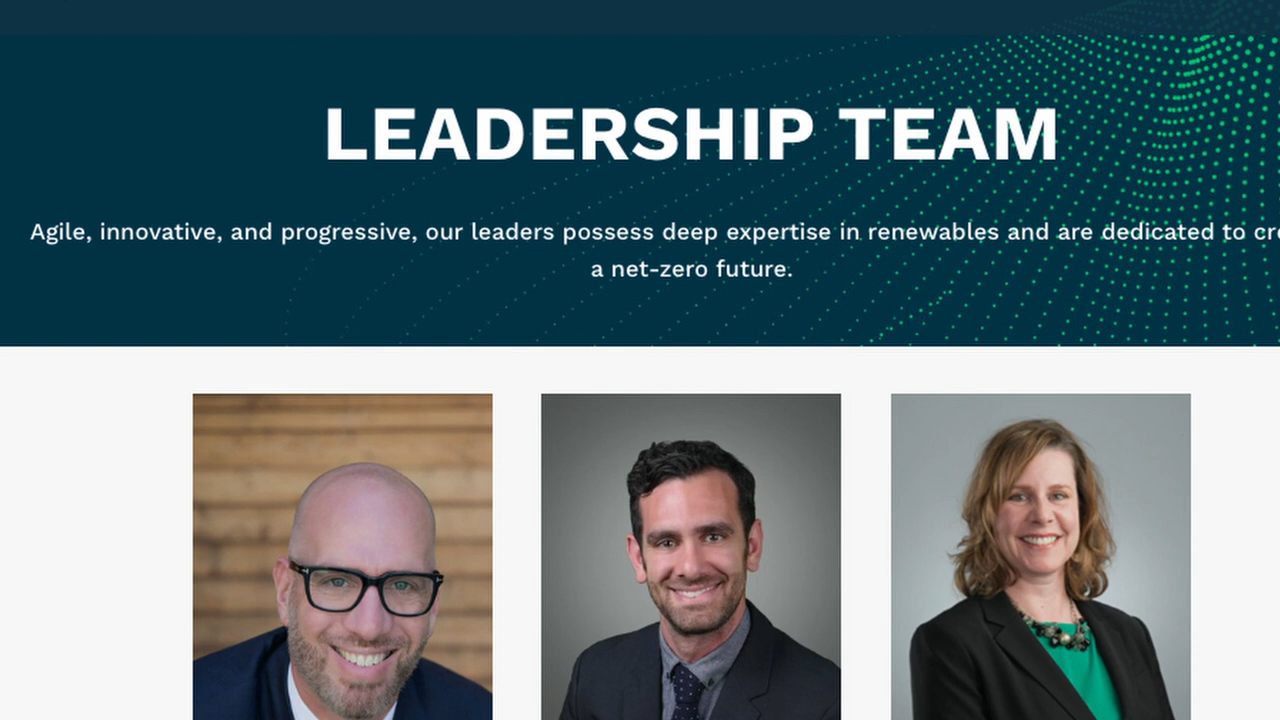 LEADERSHIP TEAM
Agile, innovative, and progressive, our leaders possess deep expertise in renewables and are dedicated to
a net-zero future.